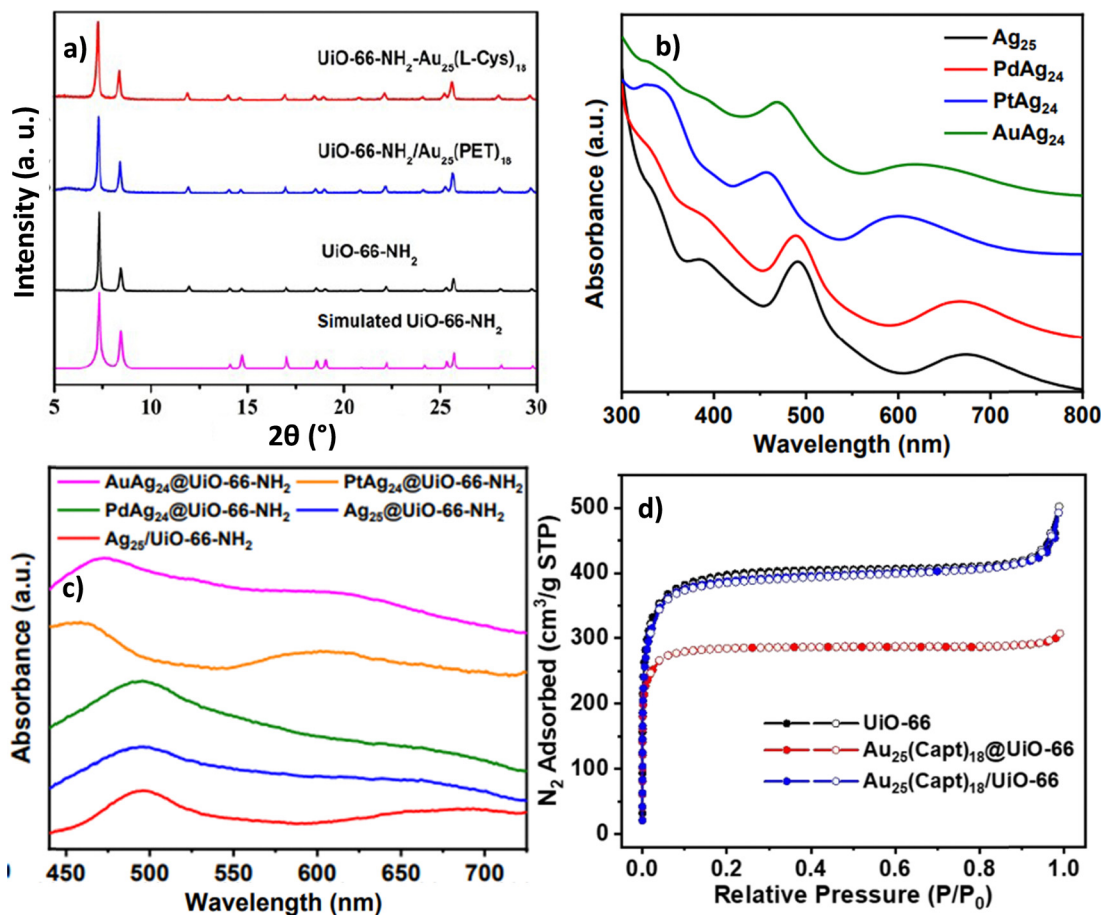 a)
UiO-66-NH₂-Au₂₅(L-Cys)₁₈
UiO-66-NH₂/Au₂₅(PET)₁₈
UiO-66-NH₂
Simulated UiO-66-NH₂
Intensity (a. u.)
5 10 15 20 25 30
2θ (°)
b)
Ag₂₅
PdAg₂₄
PtAg₂₄
AuAg₂₄
Absorbance (a.u.)
300 400 500 600 700 800
Wavelength (nm)
AuAg₂₄@UiO-66-NH₂ PtAg₂₄@UiO-66-NH₂
PdAg₂₄@UiO-66-NH₂ Ag₂₅@UiO-66-NH₂
Ag₂₅/UiO-66-NH₂
c)
Absorbance (a.u.)
450 500 550 600 650 700
Wavelength (nm)
d)
500
400
300
200
100
0
N₂ Adsorbed (cm³/g STP)
UiO-66
Au₂₅(Capt)₁₈@UiO-66
Au₂₅(Capt)₁₈/UiO-66
0.0 0.2 0.4 0.6 0.8 1.0
Relative Pressure (P/P₀)